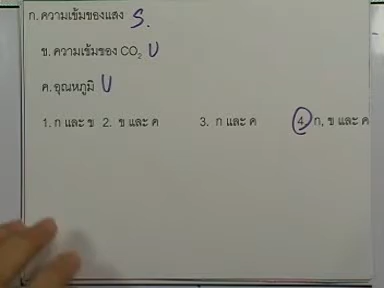 ก. ความเข้มของแสง S.
ข. ความเข้มของ CO₂ U
ค. อุณหภูมิ U
1. ก และ ข 2. ข และ ค 3. ก และ ค 4. ก, ข และ ค